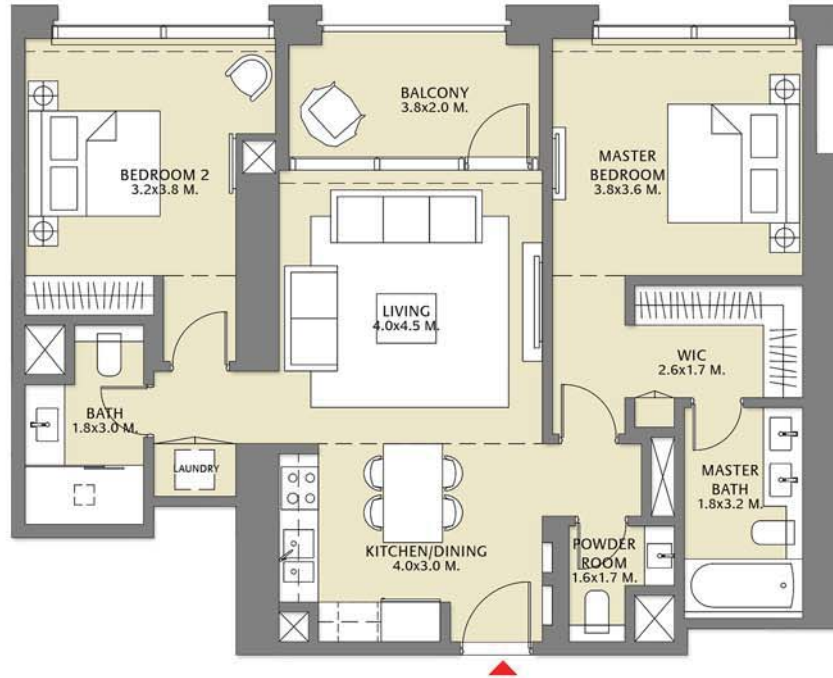 BALCONY
3.8x2.0 M.
BEDROOM 2
3.2x3.8 M.
MASTER
BEDROOM
3.8x3.6 M.
LIVING
4.0x4.5 M.
WIC
2.6x1.7 M.
BATH
1.8x3.0 M.
LAUNDRY
MASTER
BATH
1.8x3.2 M.
KITCHEN/DINING
4.0x3.0 M.
POWDER
ROOM
1.6x1.7 M.